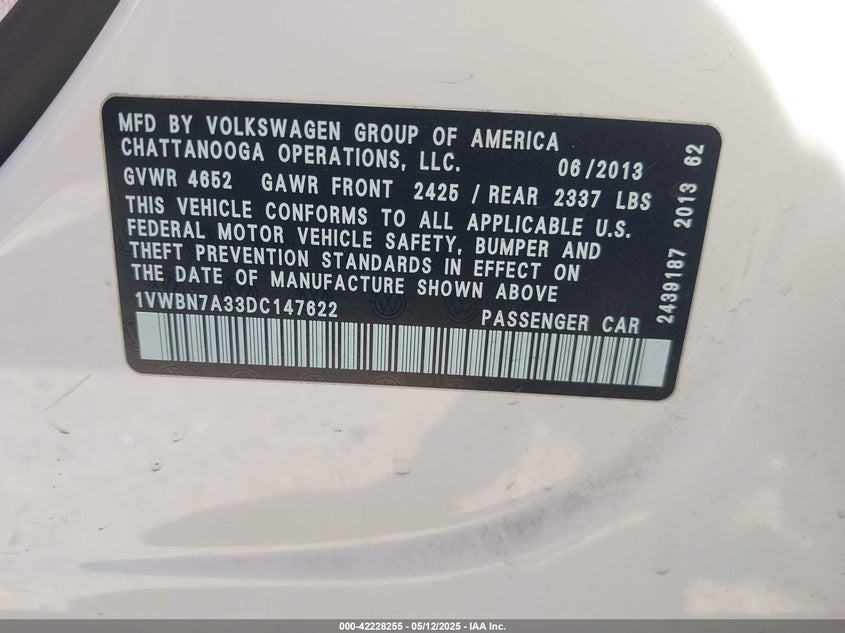 MFD BY VOLKSWAGEN GROUP OF AMERICA
CHATTANOOGA OPERATIONS, LLC. 06/2013
GVWR 4652 GAWR FRONT 2425 / REAR 2337 LBS
THIS VEHICLE CONFORMS TO ALL APPLICABLE U.S.
FEDERAL MOTOR VEHICLE SAFETY, BUMPER AND
THEFT PREVENTION STANDARDS IN EFFECT ON
THE DATE OF MANUFACTURE SHOWN ABOVE
1VWBN7A33DC147622 PASSENGER CAR
2439187 2013 62
000-42228255 - 05/12/2025 - IAA Inc.